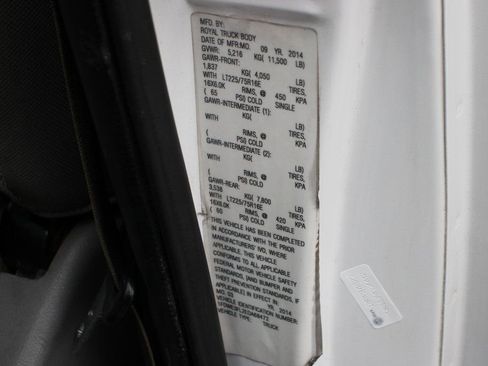 MFD. BY:
ROYAL TRUCK BODY
DATE OF MFR:MO. 09 YR. 2014
GVWR: 5,216 KG( 11,500 LB)
GAWR-FRONT:
1,837 KG( 4,050 LB)
WITH LT225/75R16E TIRES,
16X6.0K RIMS, @ 450 KPA
( 65 PSI) COLD SINGLE
GAWR-INTERMEDIATE (1):
KG( LB)
WITH TIRES,
RIMS, @ KPA
( PSI) COLD
GAWR-INTERMEDIATE (2):
KG( LB)
WITH TIRES,
RIMS, @ KPA
( PSI) COLD
GAWR-REAR:
3,538 KG( 7,800 LB)
WITH LT225/75R16E TIRES,
16X6.0K RIMS, @ 420 KPA
( 60 PSI) COLD SINGLE
THIS VEHICLE HAS BEEN COMPLETED
IN ACCORDANCE WITH THE PRIOR
MANUFACTURERS' IVD, WHERE
APPLICABLE. THIS VEHICLE
CONFORMS TO ALL APPLICABLE
FEDERAL MOTOR VEHICLE SAFETY
STANDARDS, [AND BUMPER AND
THEFT PREVENTION STANDARDS, IF
APPLICABLE] IN EFFECT IN
MO. 03 YR. 2014
VEHICLE IDENTIFICATION NUMBER:
TRUCK